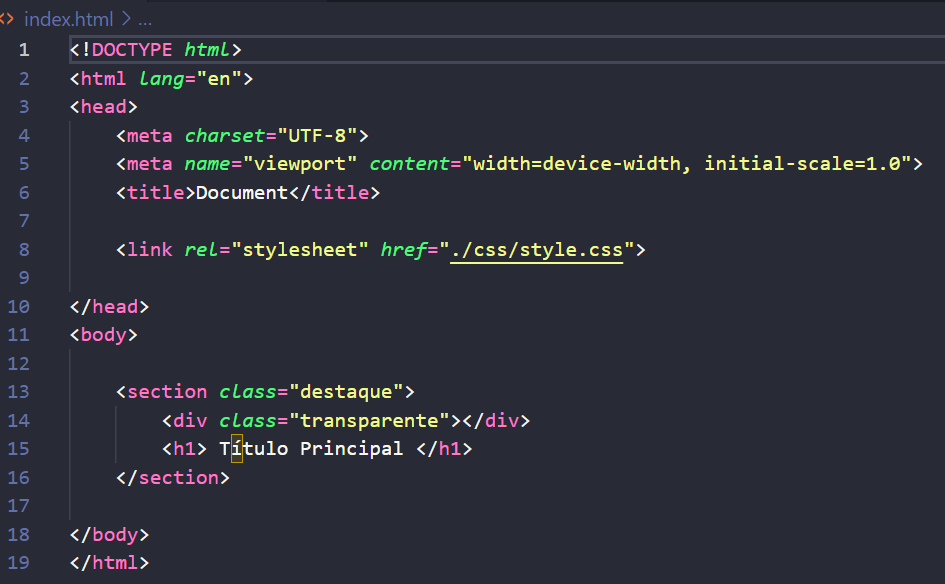 index.html > ...
1 <!DOCTYPE html>
2 <html lang="en">
3 <head>
4     <meta charset="UTF-8">
5     <meta name="viewport" content="width=device-width, initial-scale=1.0">
6     <title>Document</title>
7
8     <link rel="stylesheet" href="./css/style.css">
9
10 </head>
11 <body>
12
13     <section class="destaque">
14         <div class="transparente"></div>
15         <h1> Título Principal </h1>
16     </section>
17
18 </body>
19 </html>